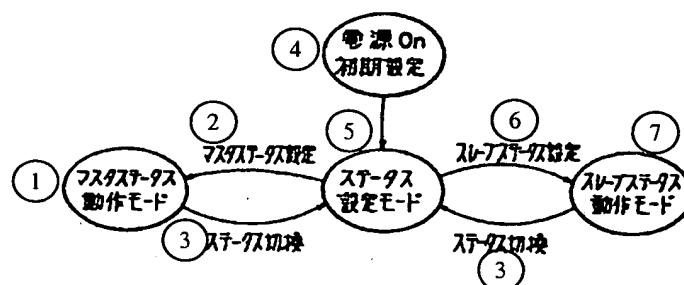 ④
電源On
初期設定
②
マスタステータス設定
⑤
⑥
スレーブステータス設定
⑦
①
マスタステータス
動作モード
ステータス
設定モード
スレーブステータス
動作モード
③
ステータス切換
ステータス切換
③